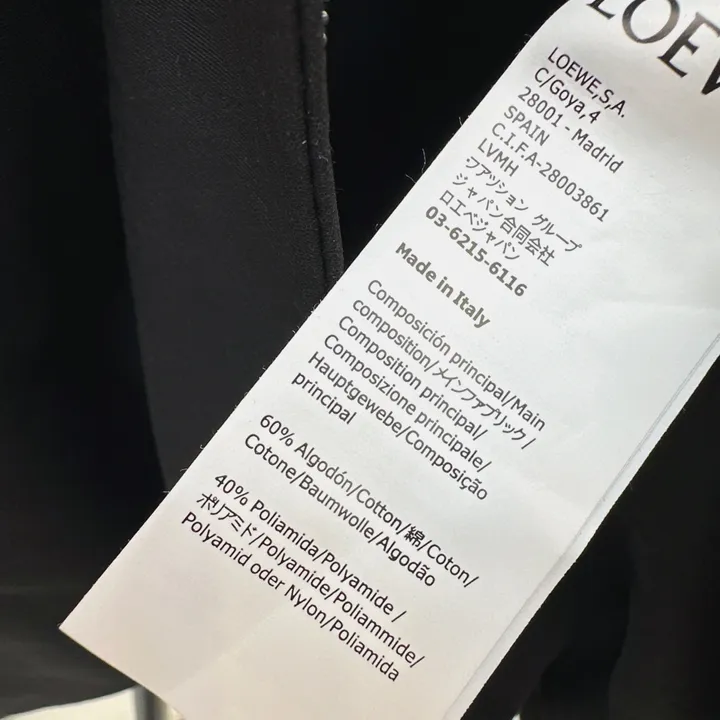 LOEW
LOEWE,S.A.
C/Goya,4
28001 - Madrid
SPAIN
C.I.F.A-28003861
LVMH
ファッション グループ
ジャパン合同会社
ロエベジャパン
03-6215-6116
Made in Italy
Composición principal/Main
composition/メインファブリック/
Composition principal/
Composizione principale/
Hauptgewebe/Composição
principal
60% Algodón/Cotton/綿/Coton/
Cotone/Baumwolle/Algodão
40% Poliamida/Polyamide /
ポリアミド/Polyamide/Poliammide/
Polyamid oder Nylon/Poliamida